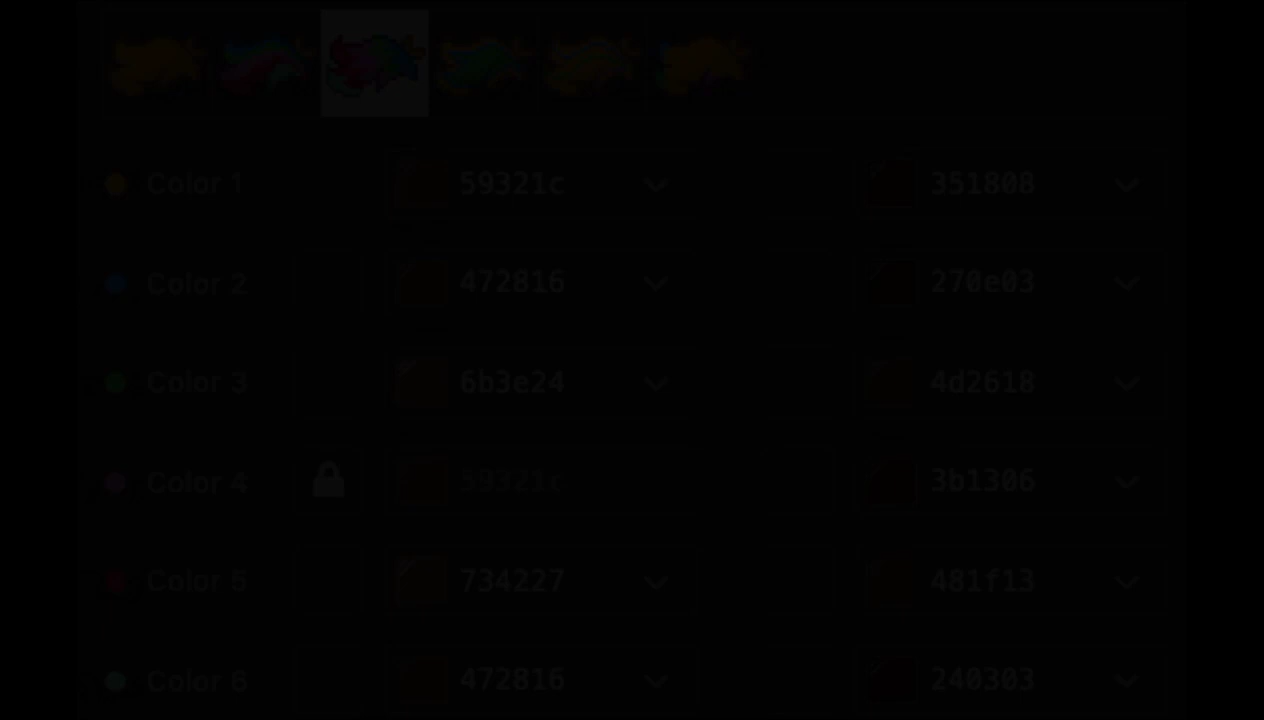 Color 1 59321c 351808
Color 2 472816 270e03
Color 3 6b3e24 4d2618
Color 4 59321c 3b1306
Color 5 734227 481f13
Color 6 472816 240303